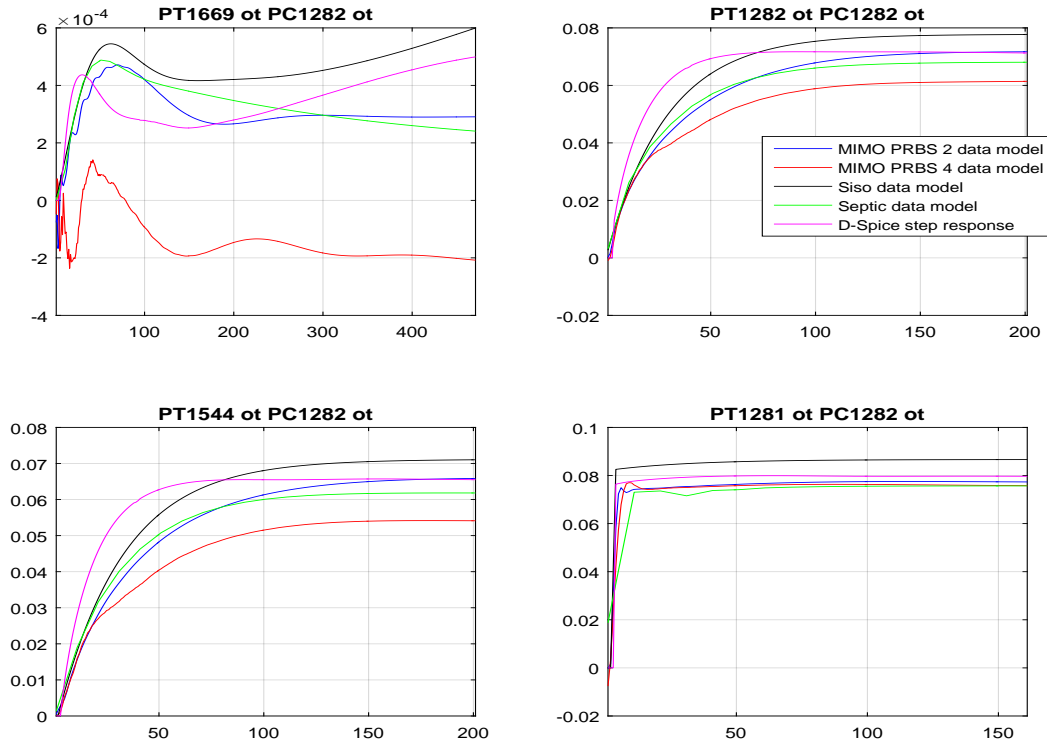 PT1669 ot PC1282 ot
× 10^-4
6
4
2
0
-2
-4
100 200 300 400
PT1282 ot PC1282 ot
0.08
0.06
0.04
0.02
0
-0.02
50 100 150 200
MIMO PRBS 2 data model
MIMO PRBS 4 data model
Siso data model
Septic data model
D-Spice step response
PT1544 ot PC1282 ot
0.08
0.07
0.06
0.05
0.04
0.03
0.02
0.01
0
50 100 150 200
PT1281 ot PC1282 ot
0.1
0.08
0.06
0.04
0.02
0
-0.02
50 100 150